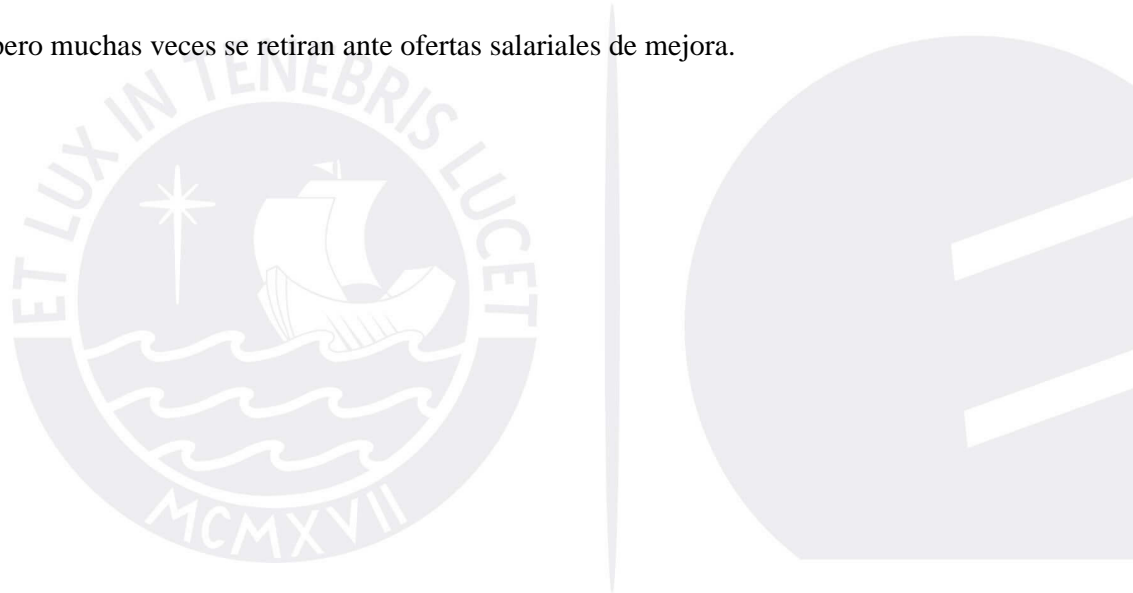 pero muchas veces se retiran ante ofertas salariales de mejora.
ET LUX IN TENEBRIS LUCET
MCMXVII